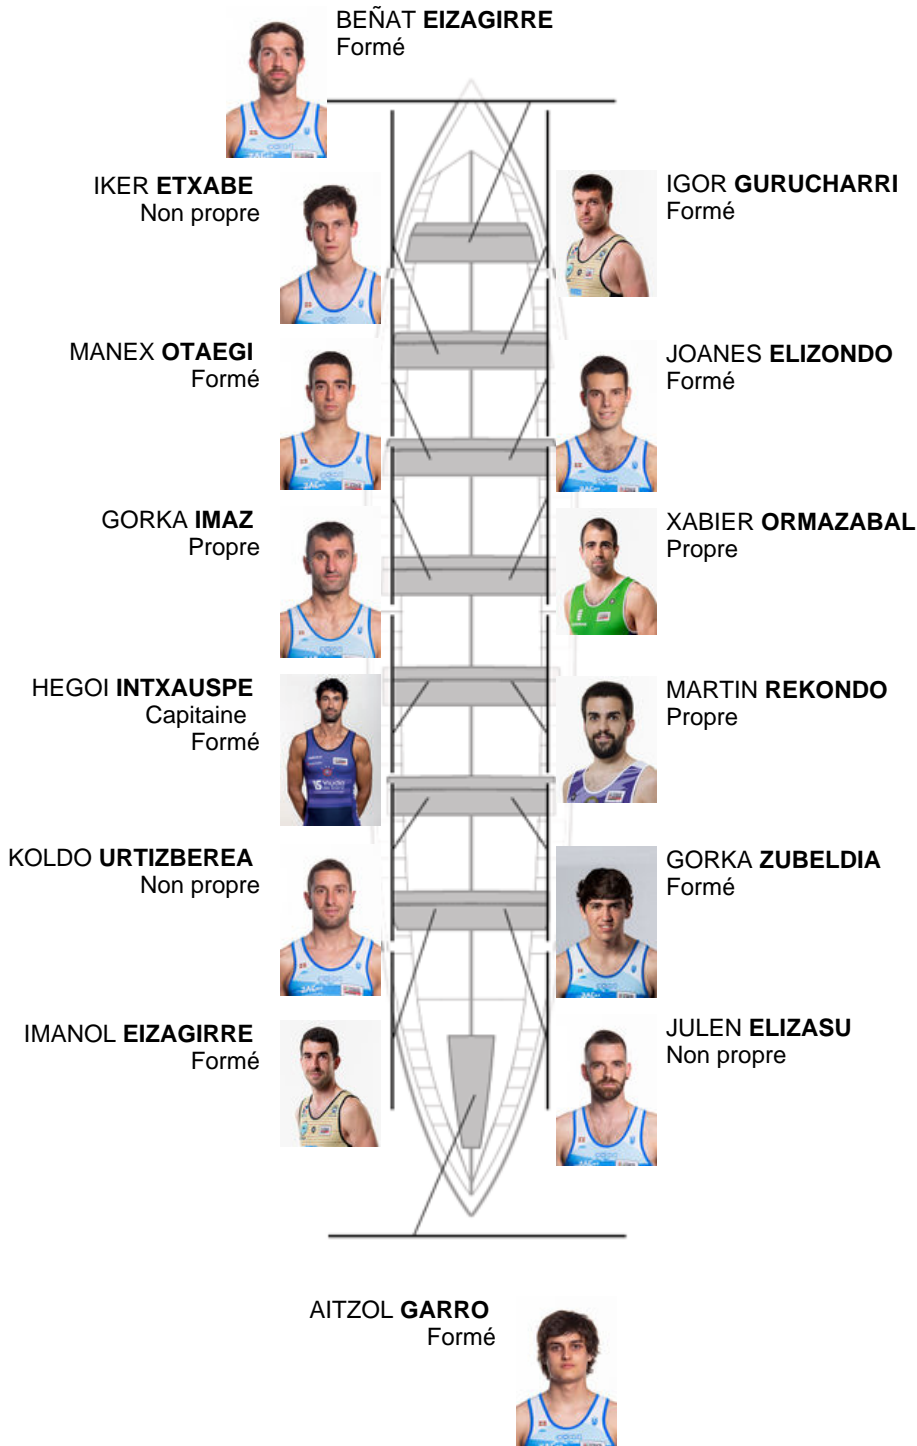 BEÑAT EIZAGIRRE
Formé
IKER ETXABE
Non propre
IGOR GURUCHARRI
Formé
MANEX OTAEGI
Formé
JOANES ELIZONDO
Formé
GORKA IMAZ
Propre
XABIER ORMAZABAL
Propre
HEGOI INTXAUSPE
Capitaine
Formé
MARTIN REKONDO
Propre
KOLDO URTIZBEREA
Non propre
GORKA ZUBELDIA
Formé
IMANOL EIZAGIRRE
Formé
JULEN ELIZASU
Non propre
AITZOL GARRO
Formé